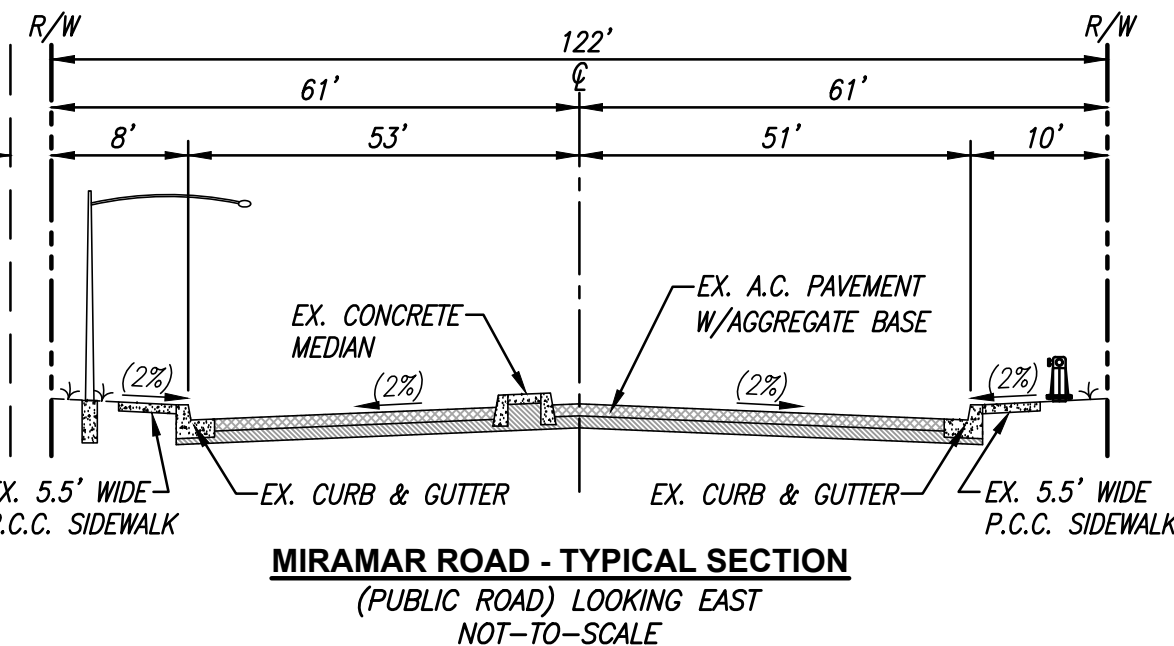 R/W
R/W
122'
℄
61'
61'
8'
53'
51'
10'
EX. CONCRETE
MEDIAN
EX. A.C. PAVEMENT
W/AGGREGATE BASE
(2%)
(2%)
(2%)
(2%)
EX. 5.5' WIDE
P.C.C. SIDEWALK
EX. CURB & GUTTER
EX. CURB & GUTTER
EX. 5.5' WIDE
P.C.C. SIDEWALK
MIRAMAR ROAD - TYPICAL SECTION
(PUBLIC ROAD) LOOKING EAST
NOT-TO-SCALE